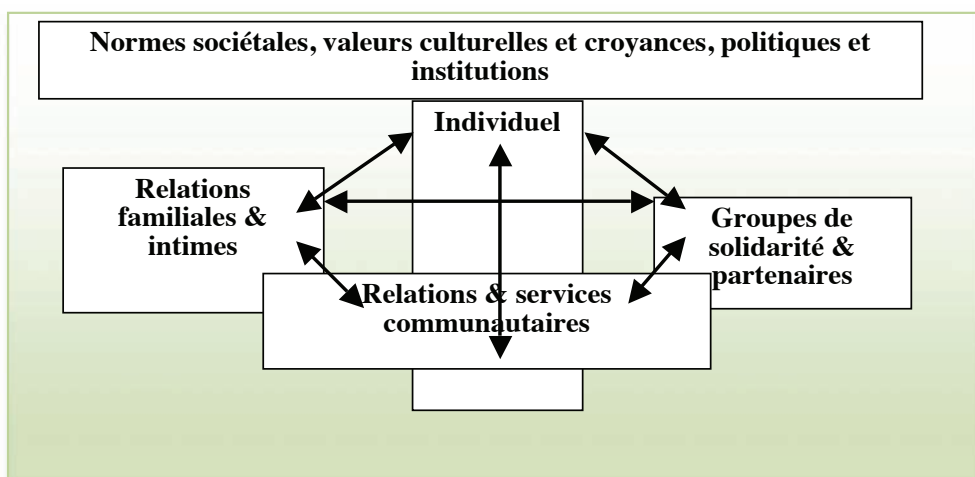 Normes sociétales, valeurs culturelles et croyances, politiques et
institutions
Individuel
Relations
familiales &
intimes
Groupes de
solidarité &
partenaires
Relations & services
communautaires